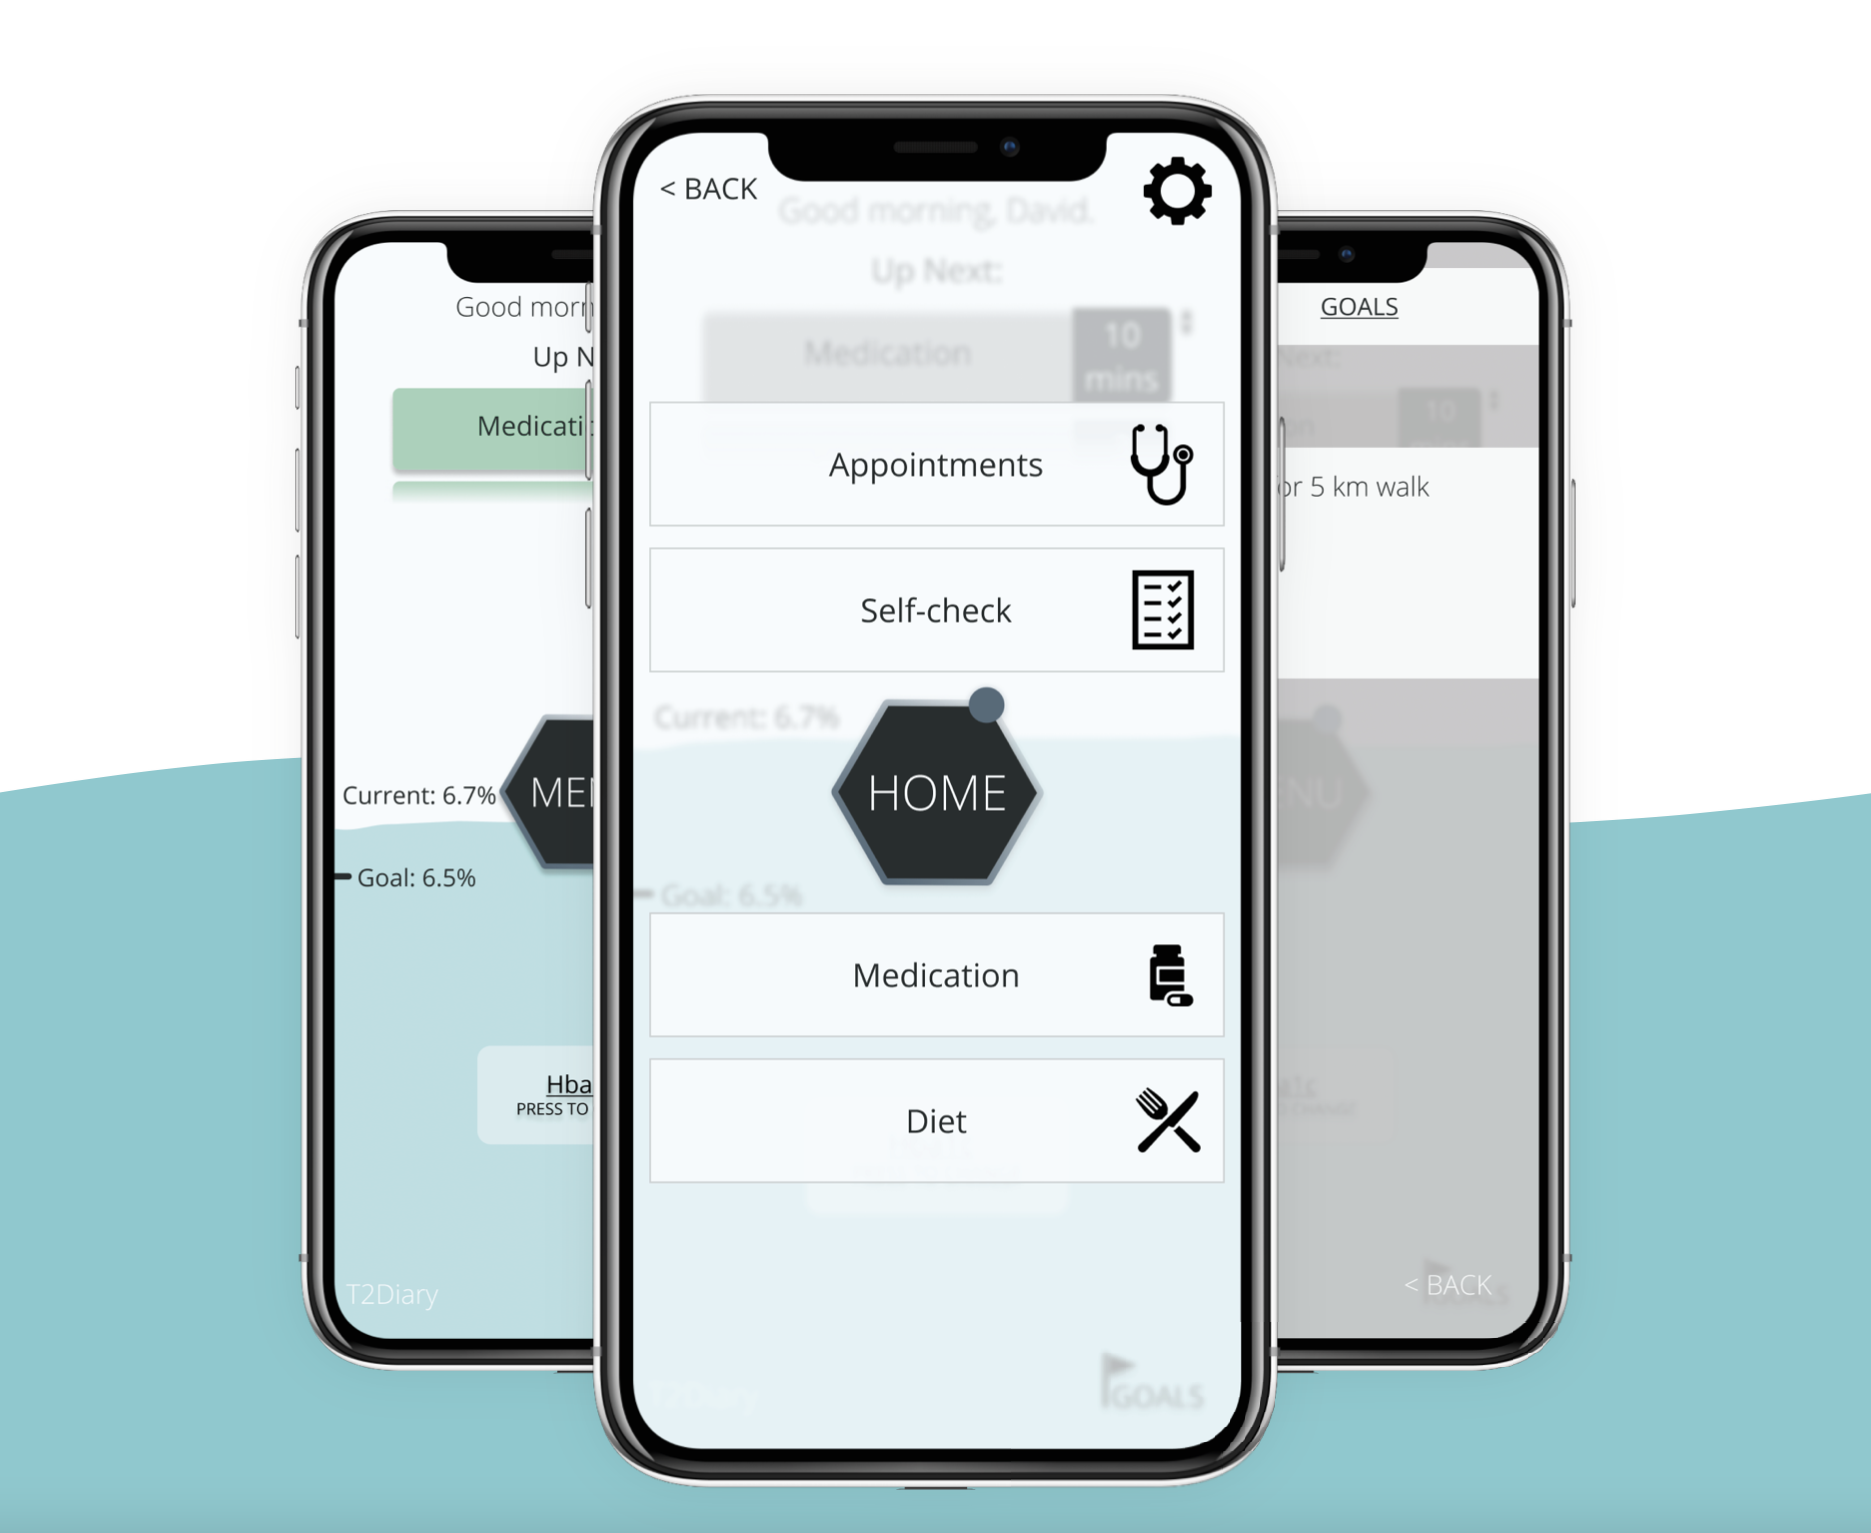 Good morn
Up N
Medicati
Current: 6.7%
MEN
Goal: 6.5%
Hba
PRESS TO
T2Diary
< BACK
Good morning, David.
Up Next:
Medication
10
mins
Appointments
Self-check
Current: 6.7%
HOME
Goal: 6.5%
Medication
Diet
GOALS
GOALS
Next:
10
or 5 km walk
NU
< BACK